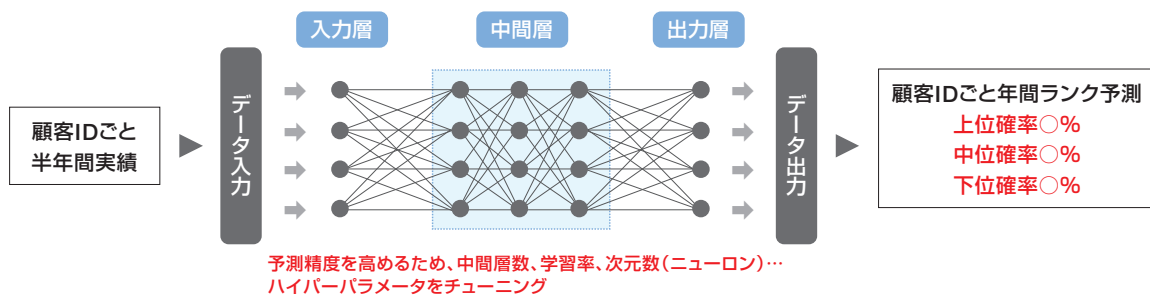 入力層
中間層
出力層
顧客IDごと
半年間実績
データ入力
データ出力
顧客IDごと年間ランク予測
上位確率○%
中位確率○%
下位確率○%
予測精度を高めるため、中間層数、学習率、次元数（ニューロン）…
ハイパーパラメータをチューニング